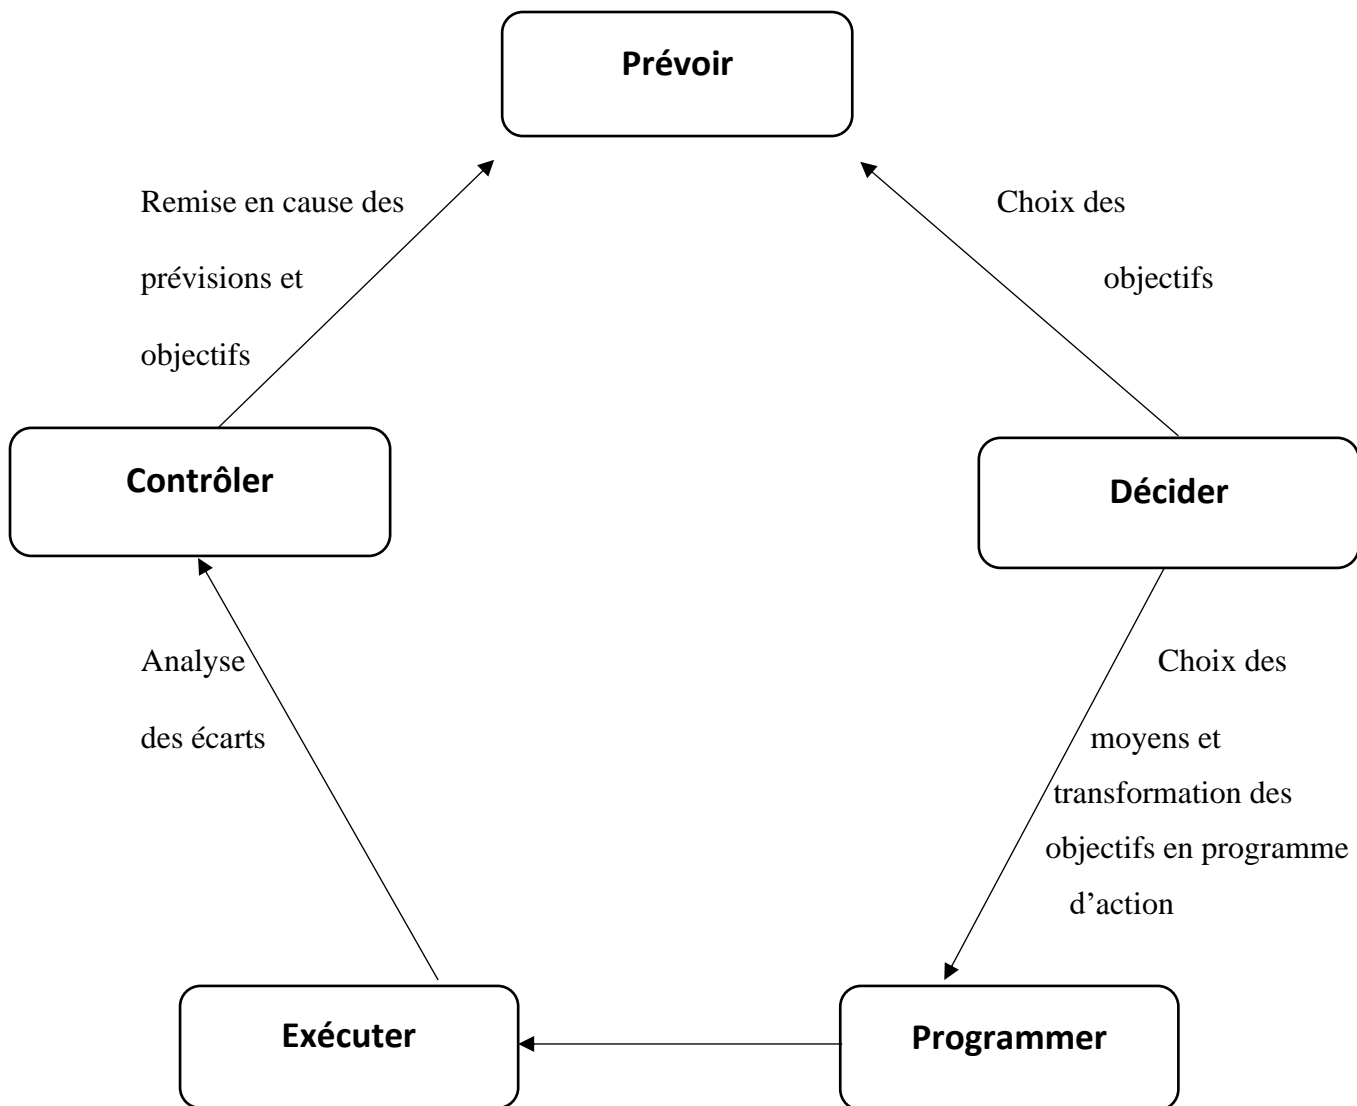 Prévoir
Remise en cause des
prévisions et
objectifs
Choix des
objectifs
Contrôler
Décider
Analyse
des écarts
Choix des
moyens et
transformation des
objectifs en programme
d’action
Exécuter
Programmer